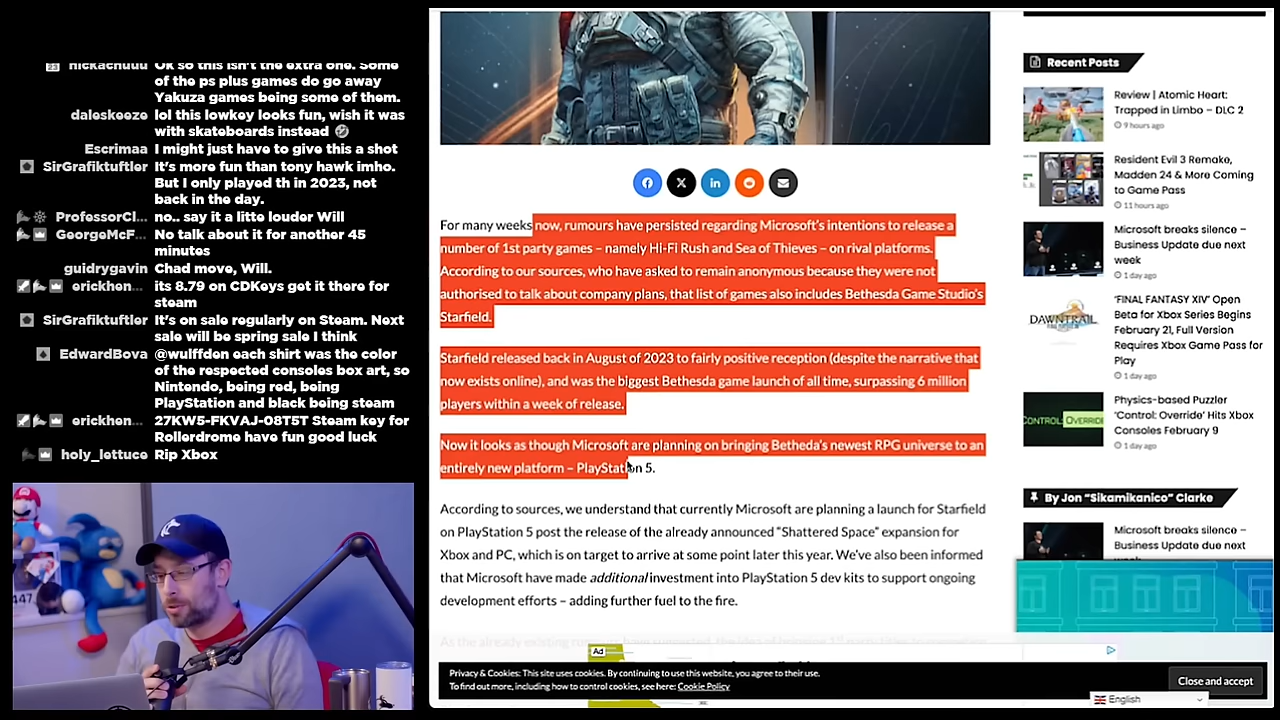 nickachuuu Ok so this isn't the extra one. Some
of the ps plus games do go away
Yakuza games being some of them.
daleskeeze lol this lowkey looks fun, wish it was
with skateboards instead
Escrimaa I might just have to give this a shot
SirGrafiktuftler It's more fun than tony hawk imho.
But I only played th in 2023, not
back in the day.
ProfessorCl... no.. say it a litte louder Will
GeorgeMcF... No talk about it for another 45
minutes
guidrygavin Chad move, Will.
erickhen... its 8.79 on CDKeys get it there for
steam
SirGrafiktuftler It's on sale regularly on Steam. Next
sale will be spring sale I think
EdwardBova @wulffden each shirt was the color
of the respected consoles box art, so
Nintendo, being red, being
PlayStation and black being steam
erickhen... 27KW5-FKVAJ-08T5T Steam key for
Rollerdrome have fun good luck
holy_lettuce Rip Xbox
447
For many weeks now, rumours have persisted regarding Microsoft's intentions to release a
number of 1st party games – namely Hi-Fi Rush and Sea of Thieves – on rival platforms.
According to our sources, who have asked to remain anonymous because they were not
authorised to talk about company plans, that list of games also includes Bethesda Game Studio's
Starfield.
Starfield released back in August of 2023 to fairly positive reception (despite the narrative that
now exists online), and was the biggest Bethesda game launch of all time, surpassing 6 million
players within a week of release.
Now it looks as though Microsoft are planning on bringing Betheda's newest RPG universe to an
entirely new platform – PlayStation 5.
According to sources, we understand that currently Microsoft are planning a launch for Starfield
on PlayStation 5 post the release of the already announced "Shattered Space" expansion for
Xbox and PC, which is on target to arrive at some point later this year. We've also been informed
that Microsoft have made additional investment into PlayStation 5 dev kits to support ongoing
development efforts – adding further fuel to the fire.
Ad
Privacy & Cookies: This site uses cookies. By continuing to use this website, you agree to their use.
To find out more, including how to control cookies, see here: Cookie Policy
Close and accept
English
Recent Posts
Review | Atomic Heart:
Trapped in Limbo – DLC 2
9 hours ago
Resident Evil 3 Remake,
Madden 24 & More Coming
to Game Pass
11 hours ago
Microsoft breaks silence –
Business Update due next
week
1 day ago
DAWNTRAIL
'FINAL FANTASY XIV' Open
Beta for Xbox Series Begins
February 21, Full Version
Requires Xbox Game Pass for
Play
1 day ago
CONTROL: OVERRIDE
Physics-based Puzzler
'Control: Override' Hits Xbox
Consoles February 9
1 day ago
By Jon "Sikamikanico" Clarke
Microsoft breaks silence –
Business Update due next
week